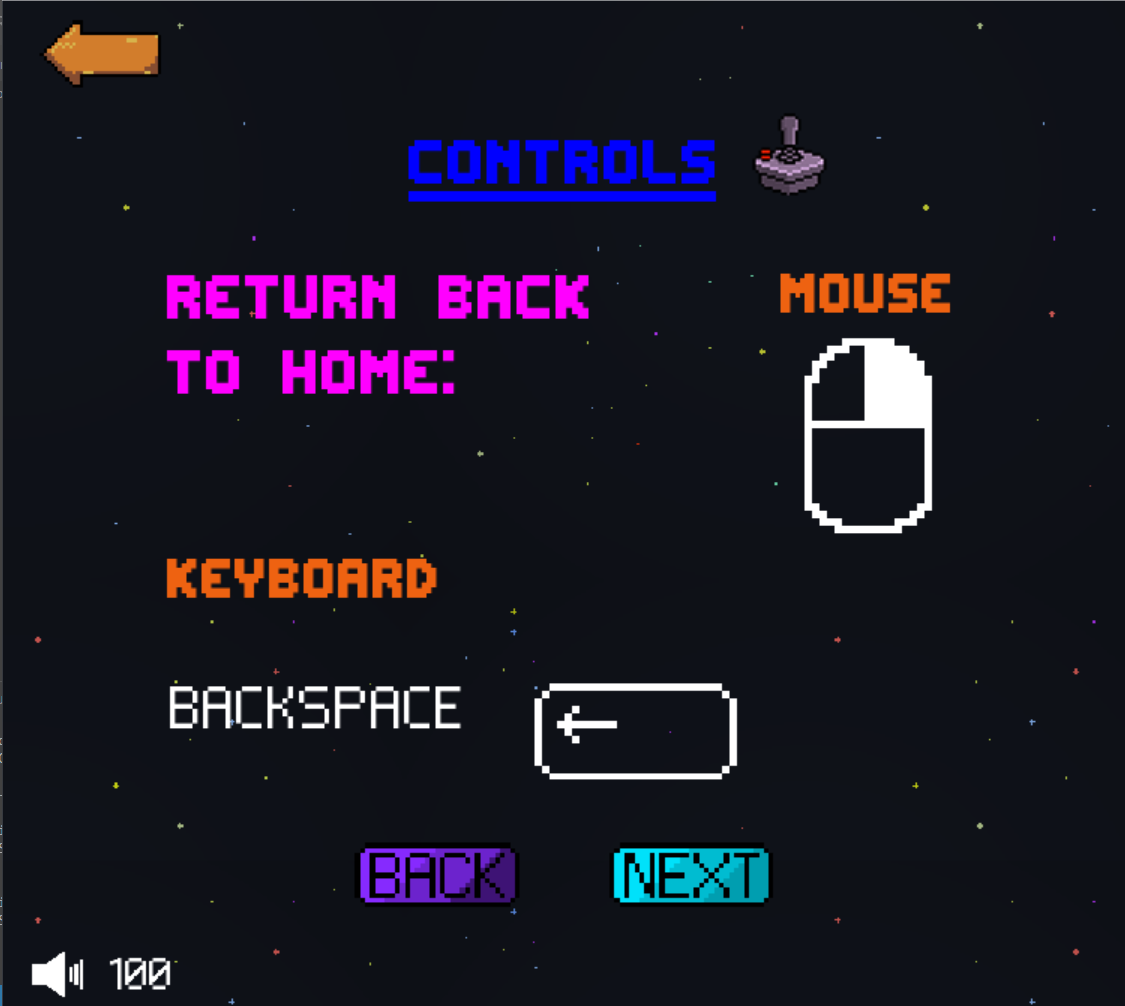 CONTROLS
RETURN BACK
TO HOME:
MOUSE
KEYBOARD
BACKSPACE
BACK
NEXT
100